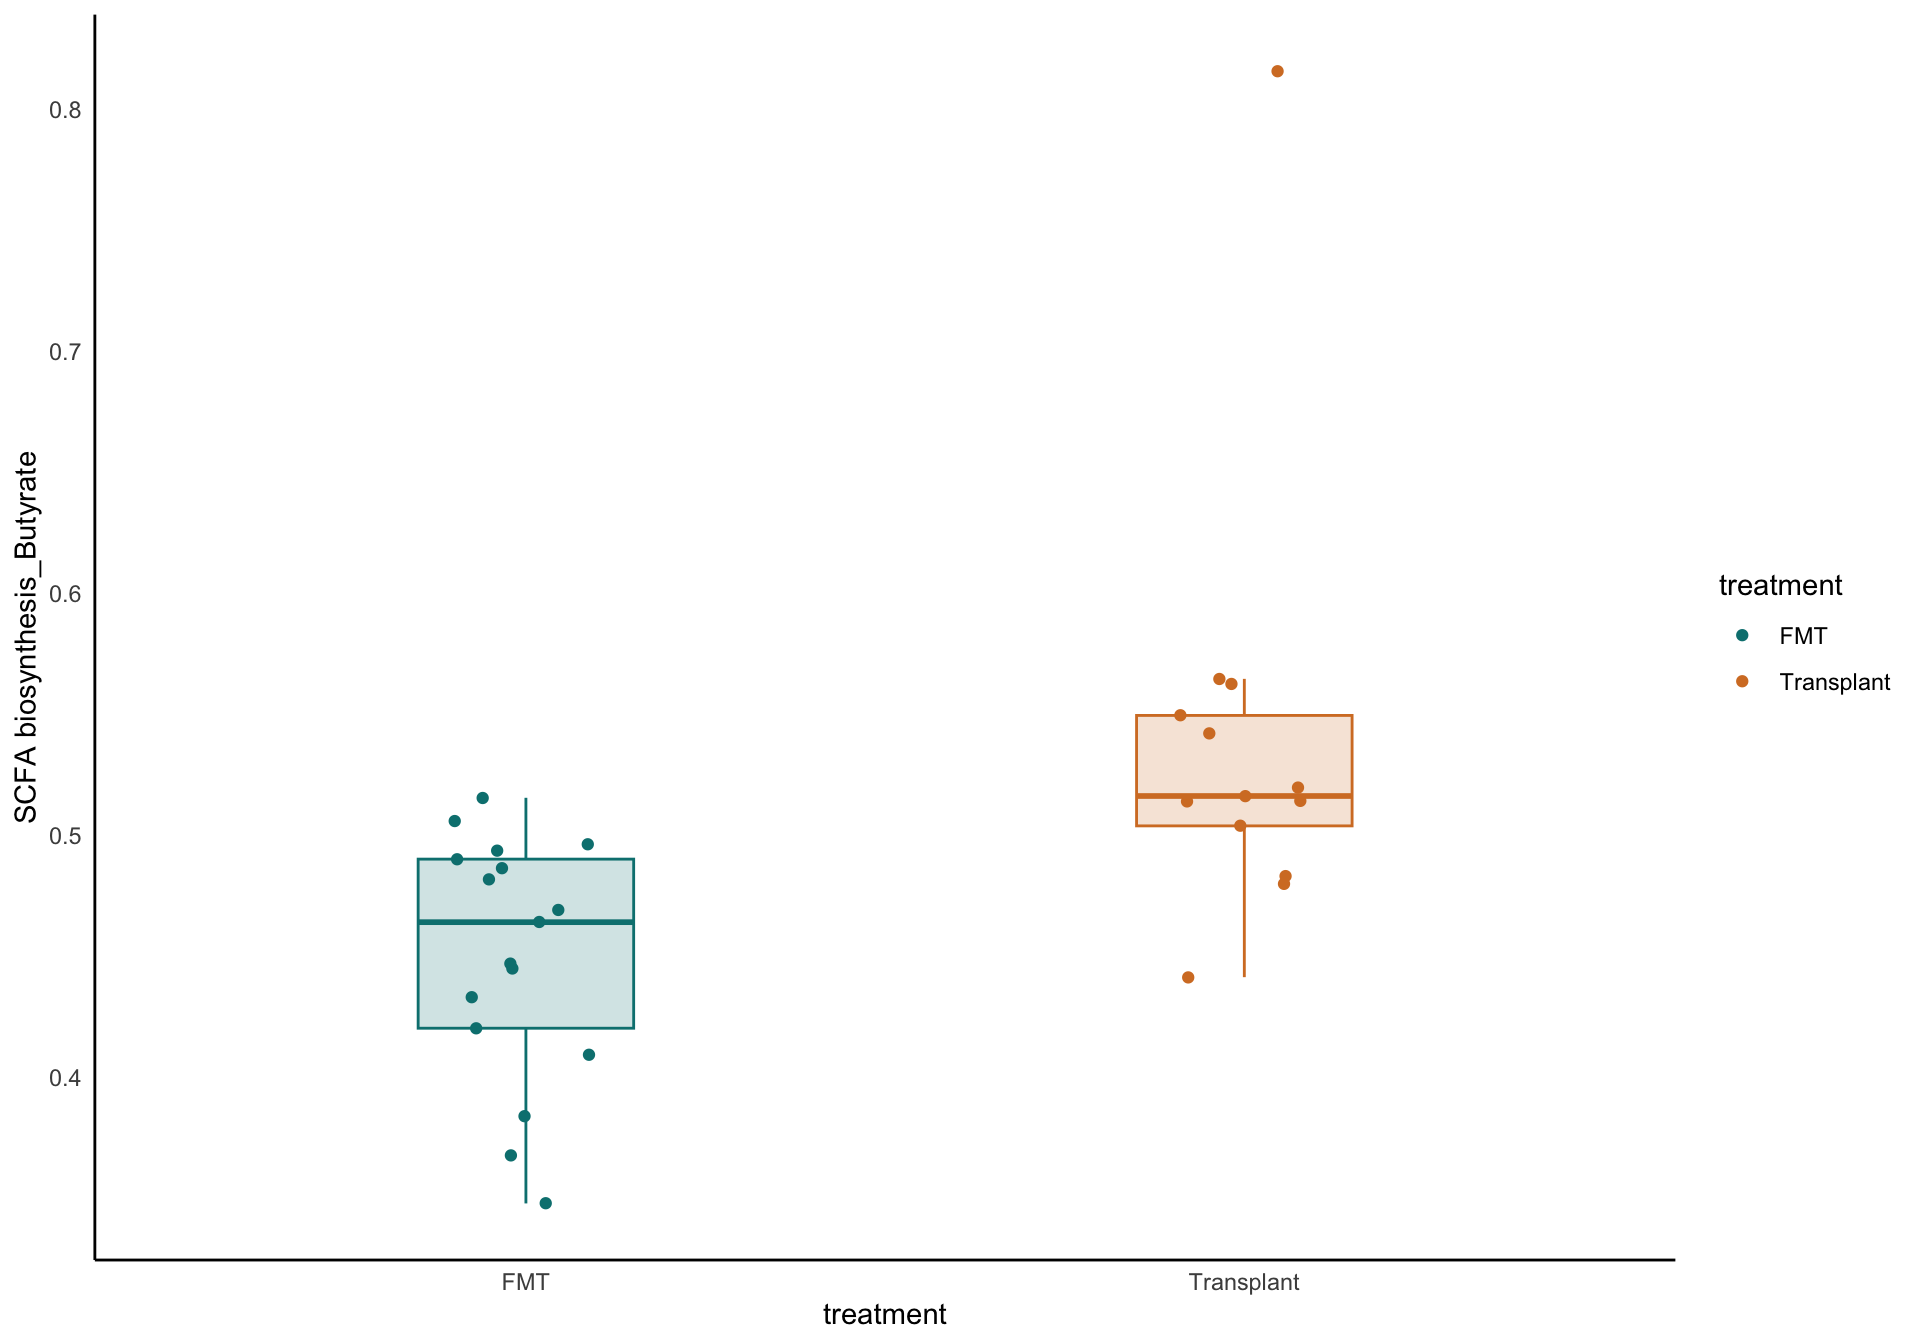 SCFA biosynthesis_Butyrate
0.8
0.7
0.6
0.5
0.4
FMT
Transplant
treatment
treatment
FMT
Transplant